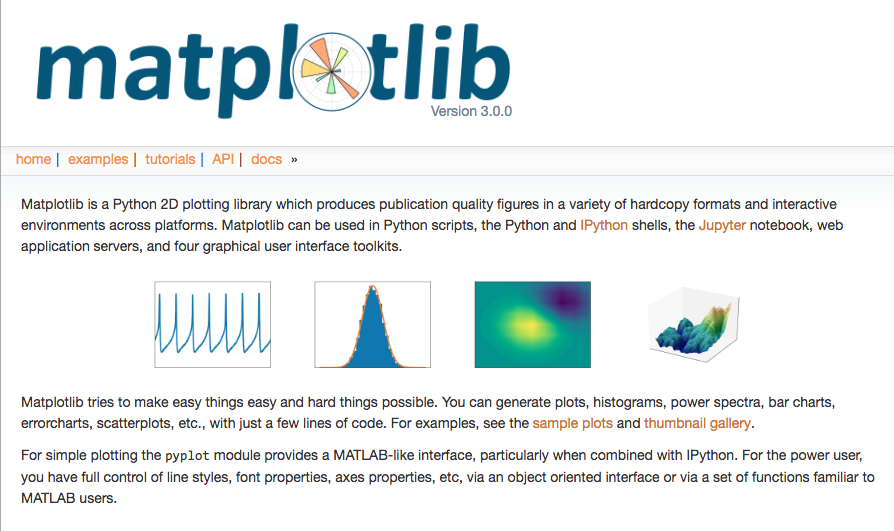 matplotlib
Version 3.0.0
home | examples | tutorials | API | docs »
Matplotlib is a Python 2D plotting library which produces publication quality figures in a variety of hardcopy formats and interactive
environments across platforms. Matplotlib can be used in Python scripts, the Python and IPython shells, the Jupyter notebook, web
application servers, and four graphical user interface toolkits.
Matplotlib tries to make easy things easy and hard things possible. You can generate plots, histograms, power spectra, bar charts,
errorcharts, scatterplots, etc., with just a few lines of code. For examples, see the sample plots and thumbnail gallery.
For simple plotting the pyplot module provides a MATLAB-like interface, particularly when combined with IPython. For the power user,
you have full control of line styles, font properties, axes properties, etc, via an object oriented interface or via a set of functions familiar to
MATLAB users.